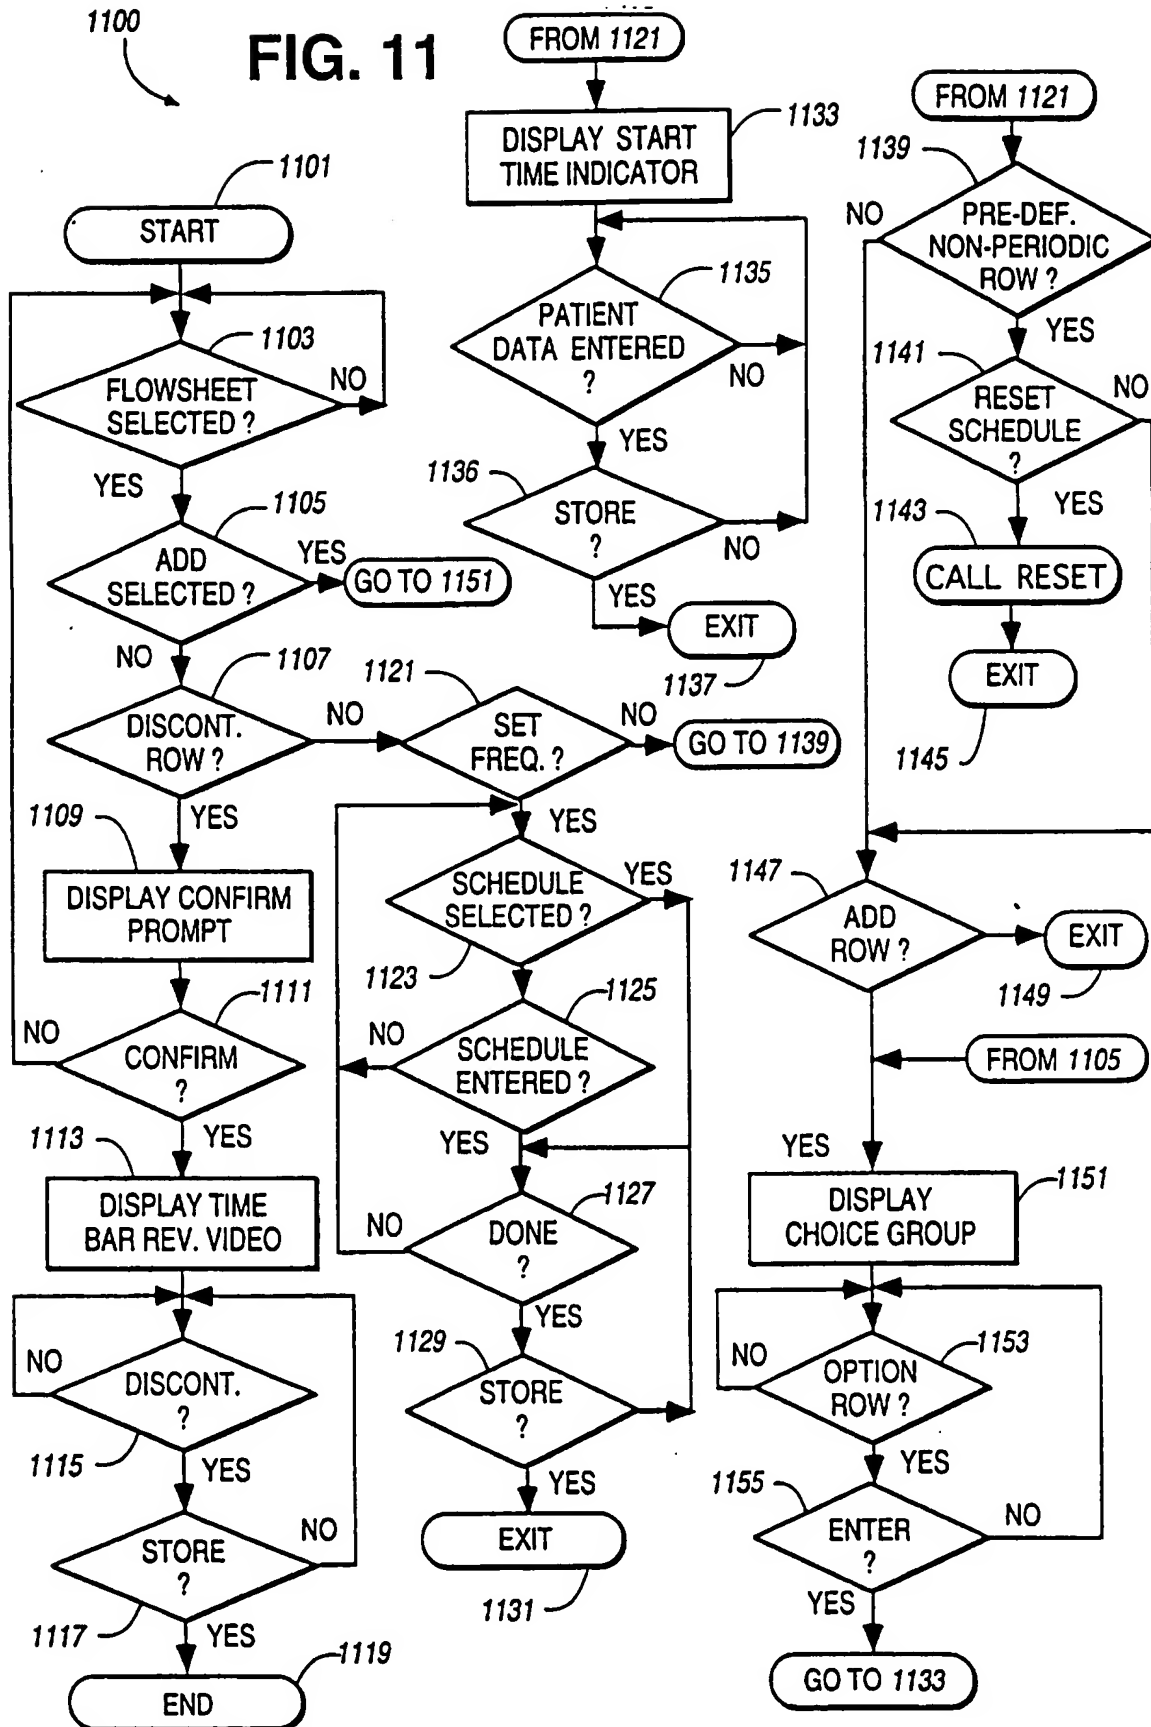 1100
FIG. 11
1101
START
1103
FLOWSHEET
SELECTED ?
NO
YES
1105
ADD
SELECTED ?
YES
GO TO 1151
NO
1107
DISCONT.
ROW ?
NO
YES
1109
DISPLAY CONFIRM
PROMPT
1111
NO
CONFIRM
?
YES
1113
DISPLAY TIME
BAR REV. VIDEO
NO
DISCONT.
?
1115
YES
NO
STORE
?
1117
YES
1119
END
FROM 1121
1133
DISPLAY START
TIME INDICATOR
1135
PATIENT
DATA ENTERED
?
NO
YES
1136
STORE
?
NO
YES
EXIT
1137
1121
SET
FREQ. ?
NO
GO TO 1139
YES
SCHEDULE
SELECTED ?
YES
1123
1125
NO
SCHEDULE
ENTERED ?
YES
1127
NO
DONE
?
YES
1129
STORE
?
YES
EXIT
1131
FROM 1121
1139
NO
PRE-DEF.
NON-PERIODIC
ROW ?
YES
1141
NO
RESET
SCHEDULE
?
YES
1143
CALL RESET
EXIT
1145
1147
ADD
ROW ?
EXIT
1149
FROM 1105
YES
1151
DISPLAY
CHOICE GROUP
1153
NO
OPTION
ROW ?
YES
1155
NO
ENTER
?
YES
GO TO 1133